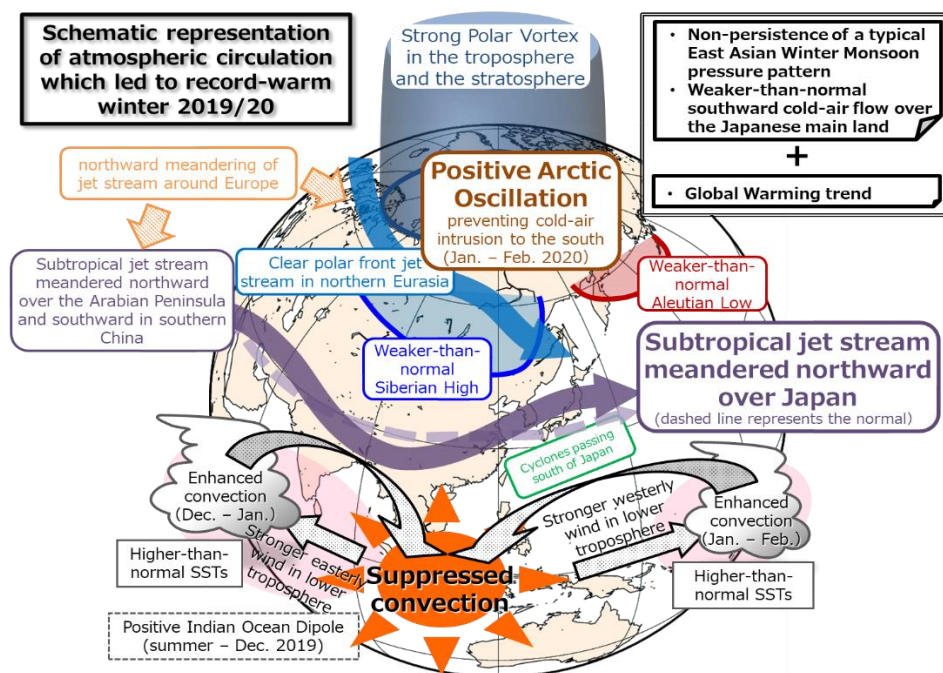 Schematic representation
of atmospheric circulation
which led to record-warm
winter 2019/20
Strong Polar Vortex
in the troposphere
and the stratosphere
• Non-persistence of a typical
East Asian Winter Monsoon
pressure pattern
• Weaker-than-normal
southward cold-air flow over
the Japanese main land
+
• Global Warming trend
northward meandering of
jet stream around Europe
Positive Arctic
Oscillation
preventing cold-air
intrusion to the south
(Jan. – Feb. 2020)
Subtropical jet stream
meandered northward
over the Arabian Peninsula
and southward in southern
China
Clear polar front jet
stream in northern Eurasia
Weaker-than-
normal
Aleutian Low
Weaker-than-
normal
Siberian High
Subtropical jet stream
meandered northward
over Japan
(dashed line represents the normal)
Cyclones passing
south of Japan
Enhanced
convection
(Dec. – Jan.)
Stronger easterly
wind in lower
troposphere
Stronger westerly
wind in lower
troposphere
Enhanced
convection
(Jan. – Feb.)
Higher-than-
normal SSTs
Suppressed
convection
Higher-than-
normal SSTs
Positive Indian Ocean Dipole
(summer – Dec. 2019)